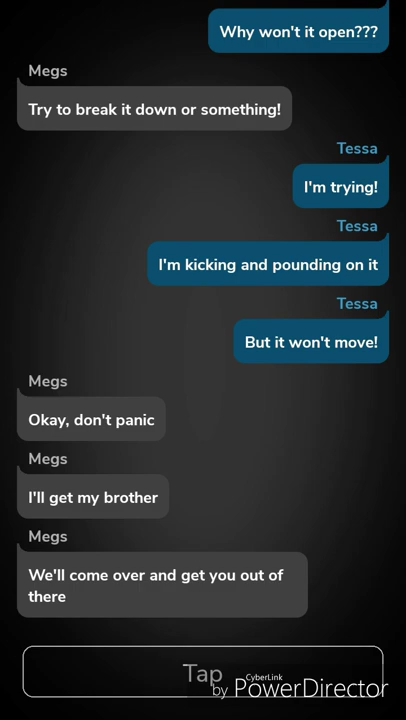 Why won't it open???
Megs
Try to break it down or something!
Tessa
I'm trying!
Tessa
I'm kicking and pounding on it
Tessa
But it won't move!
Megs
Okay, don't panic
Megs
I'll get my brother
Megs
We'll come over and get you out of
there
Tap
by CyberLink
PowerDirector